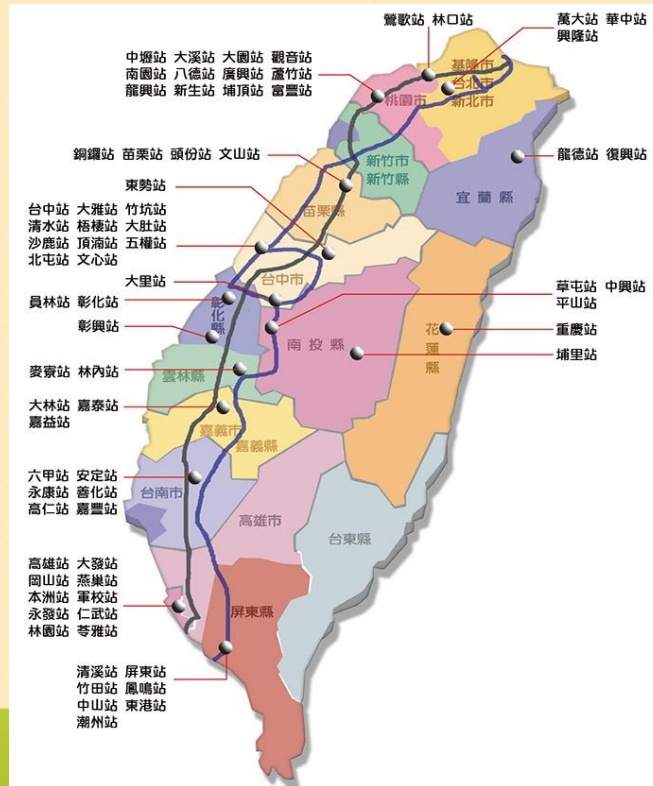 鶯歌站 林口站
萬大站 華中站
興隆站
中壢站 大溪站 大園站 觀音站
南園站 八德站 廣興站 蘆竹站
龍興站 新生站 埔頂站 富豐站
基隆市
台北市
新北市
桃園市
龍德站 復興站
宜蘭縣
新竹市
新竹縣
銅鑼站 苗栗站 頭份站 文山站
苗栗縣
東勢站
台中站 大雅站 竹坑站
清水站 梧棲站 大肚站
沙鹿站 頂湳站 五權站
北屯站 文心站
台中市
大里站
草屯站 中興站
平山站
員林站 彰化站
彰化縣
彰興站
南投縣
花蓮縣
重慶站
埔里站
麥寮站 林內站
雲林縣
大林站 嘉泰站
嘉益站
嘉義市
嘉義縣
六甲站 安定站
永康站 善化站
高仁站 嘉豐站
台南市
高雄市
台東縣
高雄站 大發站
岡山站 燕巢站
本洲站 軍校站
永發站 仁武站
林園站 苓雅站
屏東縣
清溪站 屏東站
竹田站 鳳鳴站
中山站 東港站
潮州站